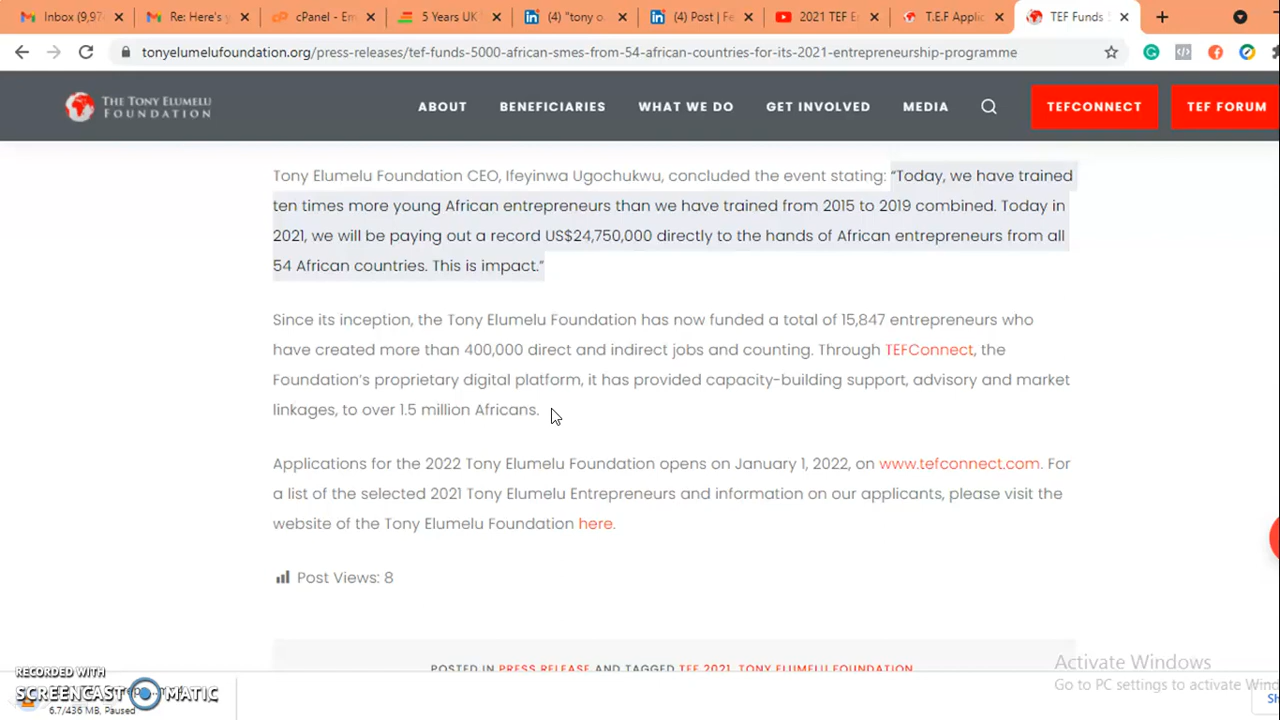 Inbox (9,97
Re: Here's y
cPanel - Em
5 Years UK
(4) "tony o
(4) Post | Fe
2021 TEF E
T.E.F Applic
TEF Funds
tonyelumelufoundation.org/press-releases/tef-funds-5000-african-smes-from-54-african-countries-for-its-2021-entrepreneurship-programme
THE TONY ELUMELU
FOUNDATION
ABOUT BENEFICIARIES WHAT WE DO GET INVOLVED MEDIA TEFCONNECT TEF FORUM
Tony Elumelu Foundation CEO, Ifeyinwa Ugochukwu, concluded the event stating: “Today, we have trained
ten times more young African entrepreneurs than we have trained from 2015 to 2019 combined. Today in
2021, we will be paying out a record US$24,750,000 directly to the hands of African entrepreneurs from all
54 African countries. This is impact.”
Since its inception, the Tony Elumelu Foundation has now funded a total of 15,847 entrepreneurs who
have created more than 400,000 direct and indirect jobs and counting. Through TEFConnect, the
Foundation’s proprietary digital platform, it has provided capacity-building support, advisory and market
linkages, to over 1.5 million Africans.
Applications for the 2022 Tony Elumelu Foundation opens on January 1, 2022, on www.tefconnect.com. For
a list of the selected 2021 Tony Elumelu Entrepreneurs and information on our applicants, please visit the
website of the Tony Elumelu Foundation here.
Post Views: 8
POSTED IN PRESS RELEASE AND TAGGED TEF 2021, TONY ELUMELU FOUNDATION
Activate Windows
Go to PC settings to activate Win
RECORDED WITH
SCREENCAST MATIC
6.7/436 MB, Paused
Sh